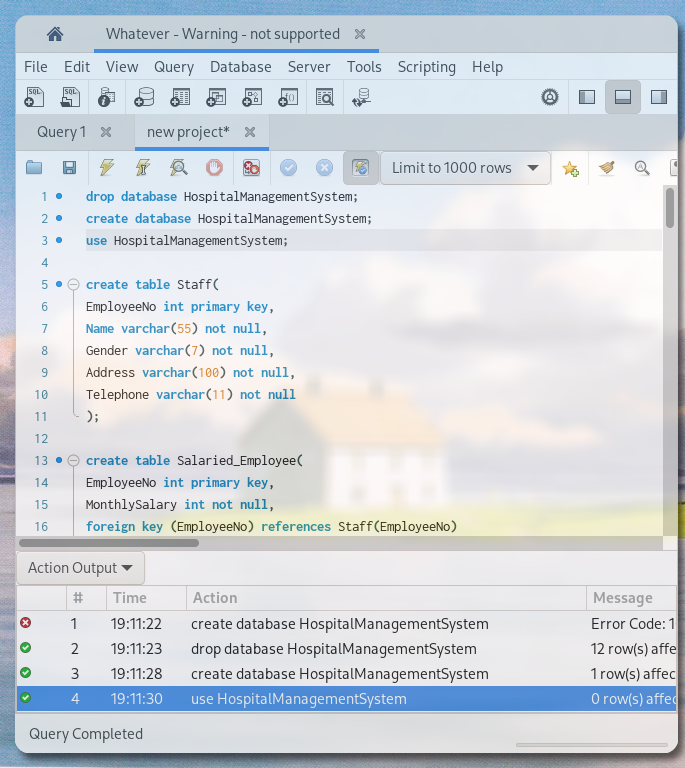 Whatever - Warning - not supported
File Edit View Query Database Server Tools Scripting Help
Query 1 new project*
Limit to 1000 rows
1 drop database HospitalManagementSystem;
2 create database HospitalManagementSystem;
3 use HospitalManagementSystem;
4
5 create table Staff(
6 EmployeeNo int primary key,
7 Name varchar(55) not null,
8 Gender varchar(7) not null,
9 Address varchar(100) not null,
10 Telephone varchar(11) not null
11 );
12
13 create table Salaried_Employee(
14 EmployeeNo int primary key,
15 MonthlySalary int not null,
16 foreign key (EmployeeNo) references Staff(EmployeeNo)
Action Output
# Time Action Message
1 19:11:22 create database HospitalManagementSystem Error Code: 1
2 19:11:23 drop database HospitalManagementSystem 12 row(s) affe
3 19:11:28 create database HospitalManagementSystem 1 row(s) affec
4 19:11:30 use HospitalManagementSystem 0 row(s) affec
Query Completed